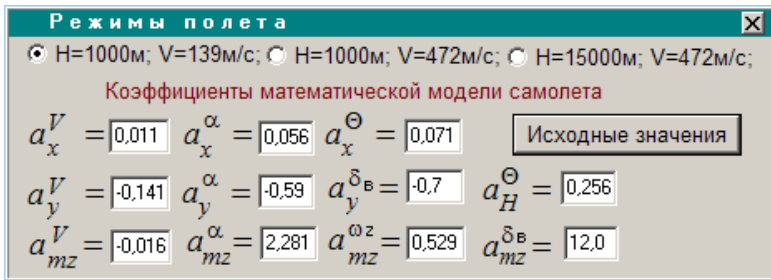 Режимы полета
H=1000м; V=139м/с; H=1000м; V=472м/с; H=15000м; V=472м/с;
Коэффициенты математической модели самолета
a_x^V = 0,011 a_x^α = 0,056 a_x^Θ = 0,071 Исходные значения
a_y^V = -0,141 a_y^α = -0,59 a_y^δв = -0,7 a_H^Θ = 0,256
a_mz^V = -0,016 a_mz^α = 2,281 a_mz^ωz = 0,529 a_mz^δв = 12,0